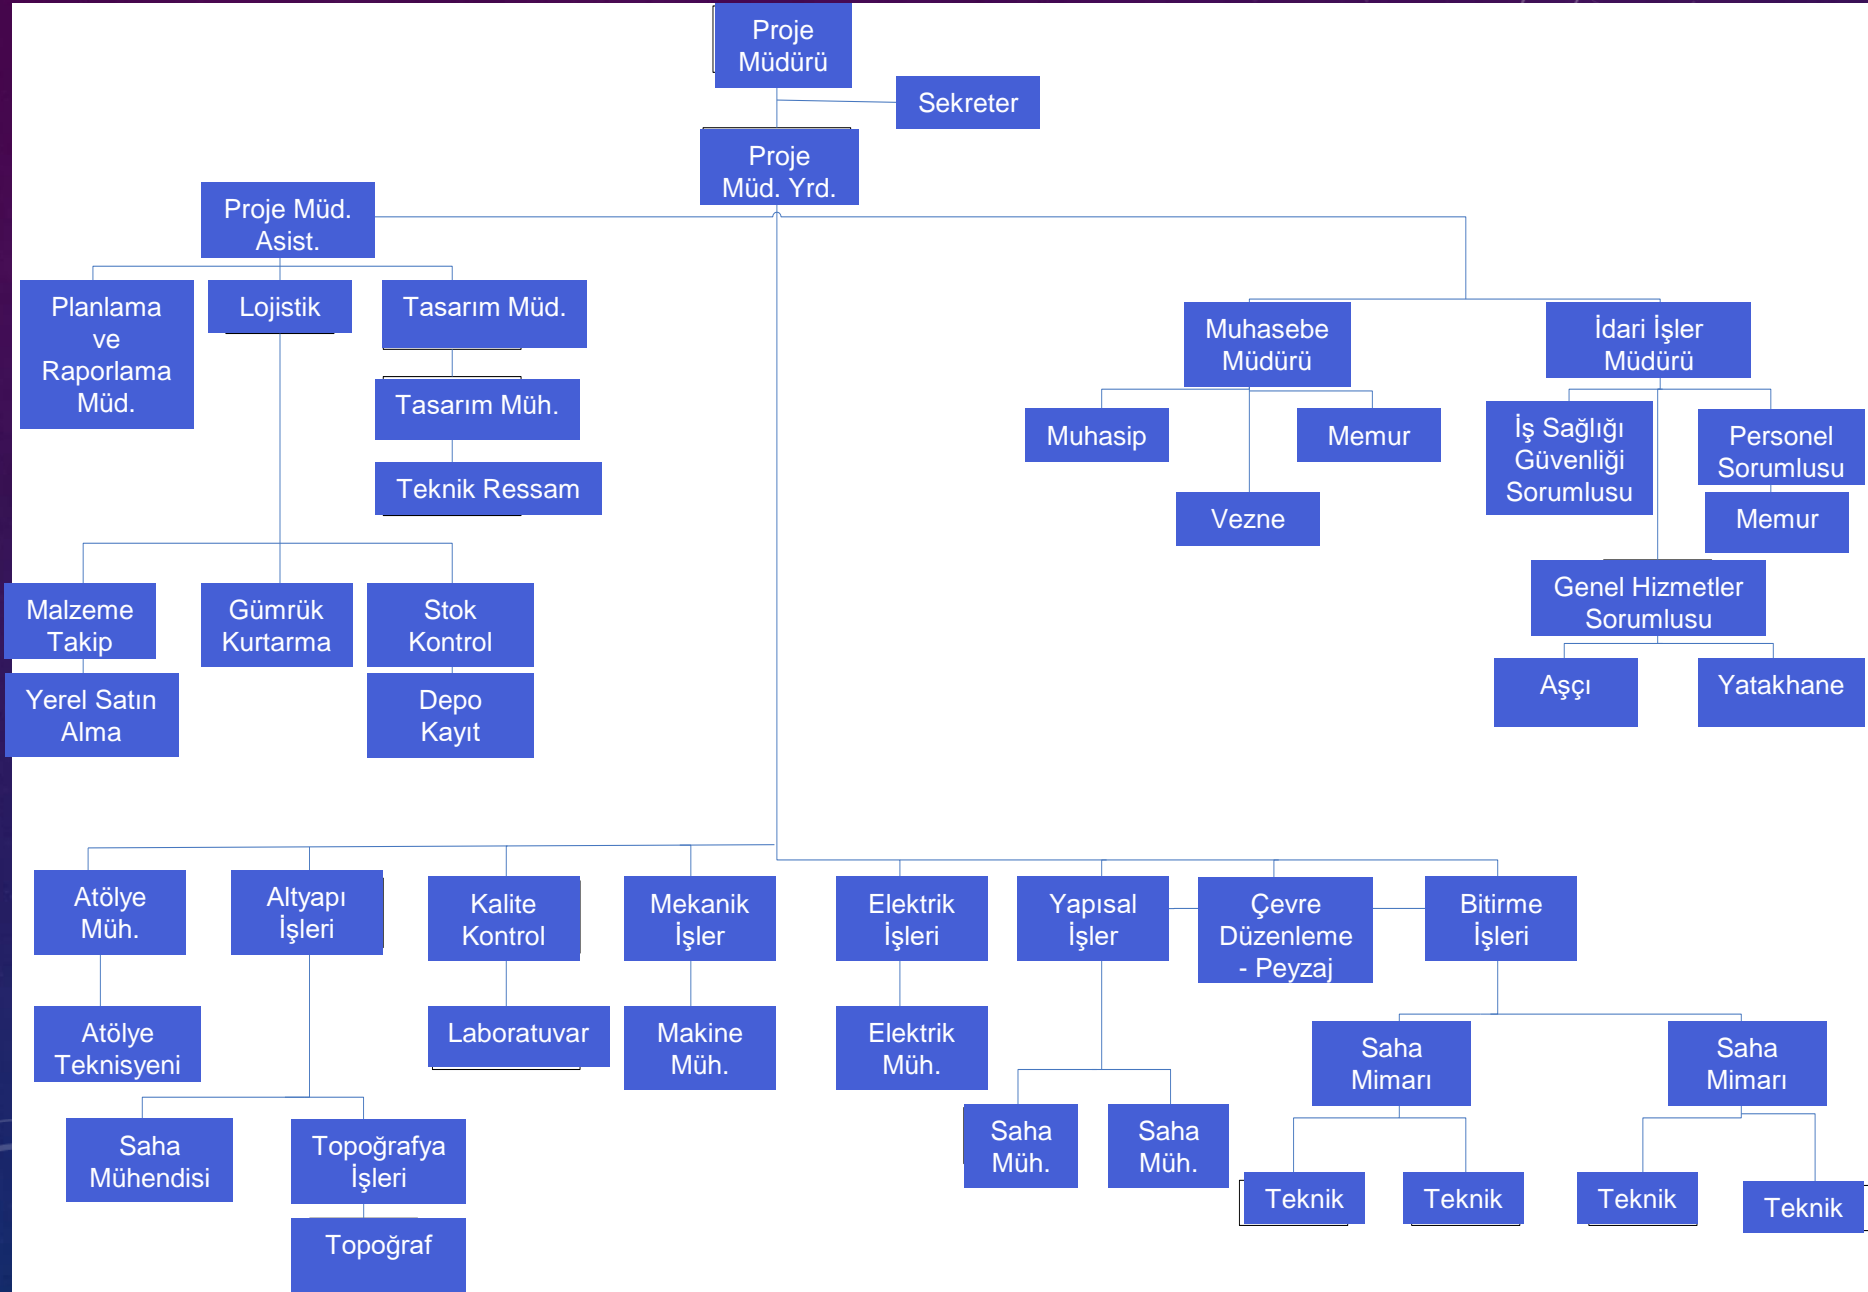 Proje
Müdürü
Sekreter
Proje
Müd. Yrd.
Proje Müd.
Asist.
Planlama
ve
Raporlama
Müd.
Lojistik
Tasarım Müd.
Tasarım Müh.
Teknik Ressam
Muhasebe
Müdürü
İdari İşler
Müdürü
Muhasip
Memur
Vezne
İş Sağlığı
Güvenliği
Sorumlusu
Personel
Sorumlusu
Memur
Genel Hizmetler
Sorumlusu
Aşçı
Yatakhane
Malzeme
Takip
Gümrük
Kurtarma
Stok
Kontrol
Yerel Satın
Alma
Depo
Kayıt
Atölye
Müh.
Altyapı
İşleri
Kalite
Kontrol
Mekanik
İşler
Elektrik
İşleri
Yapısal
İşler
Çevre
Düzenleme
- Peyzaj
Bitirme
İşleri
Atölye
Teknisyeni
Laboratuvar
Makine
Müh.
Elektrik
Müh.
Saha
Mimarı
Saha
Mimarı
Saha
Mühendisi
Topoğrafya
İşleri
Saha
Müh.
Saha
Müh.
Teknik
Teknik
Teknik
Teknik
Topoğraf